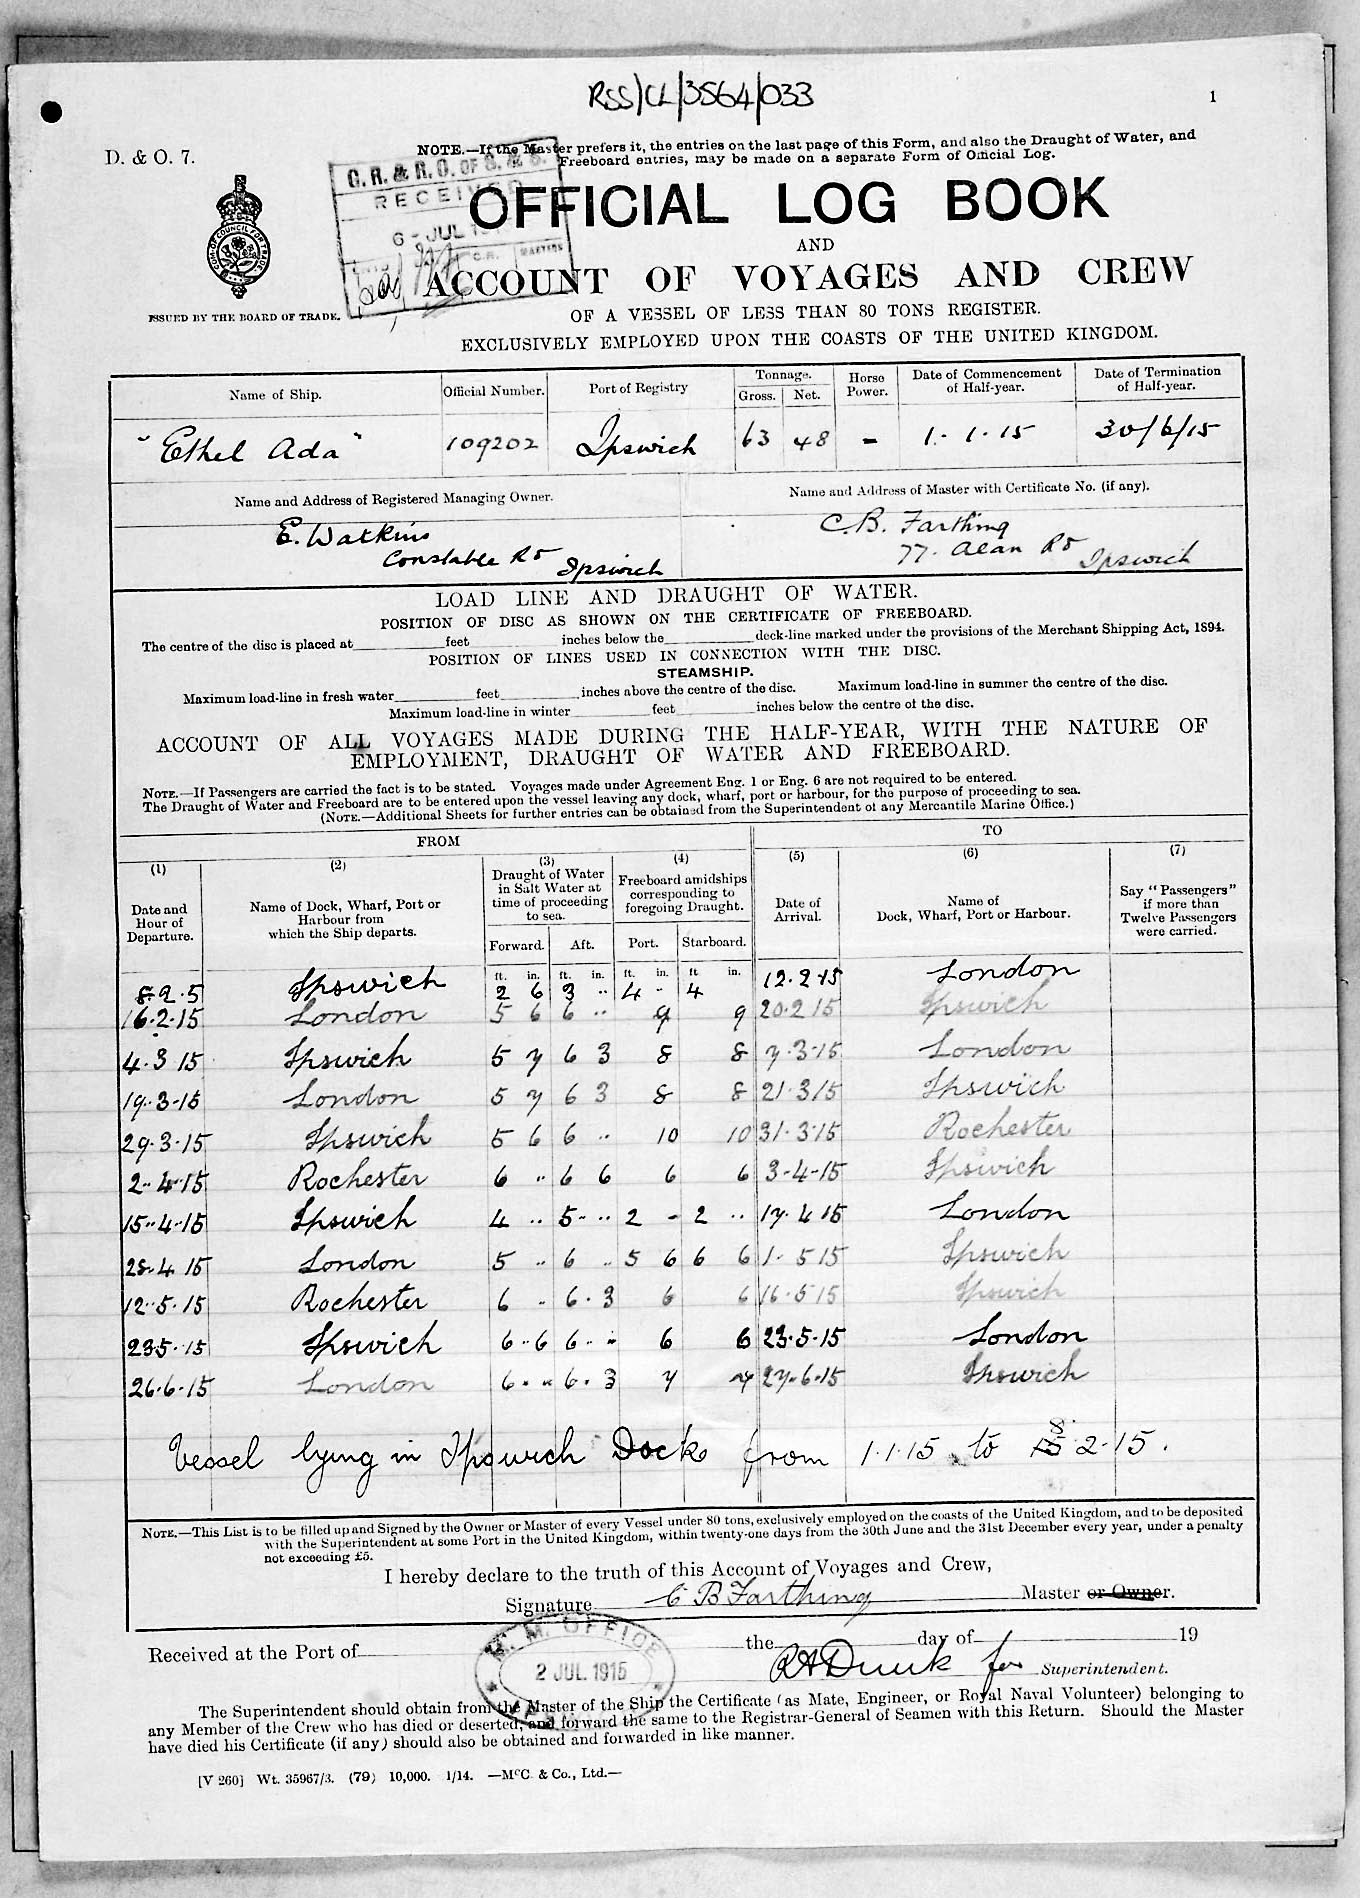 RSS/CL/3564/033
1
D. & O. 7.
NOTE.—If the Master prefers it, the entries on the last page of this Form, and also the Draught of Water, and
Freeboard entries, may be made on a separate Form of Official Log.
C. R. & R. O. OF S. & S.
RECEIVED
6 - JUL 19
C.R. MASTERS
OFFICIAL LOG BOOK
AND
ACCOUNT OF VOYAGES AND CREW
ISSUED BY THE BOARD OF TRADE.
OF A VESSEL OF LESS THAN 80 TONS REGISTER.
EXCLUSIVELY EMPLOYED UPON THE COASTS OF THE UNITED KINGDOM.
Name of Ship. Official Number. Port of Registry Tonnage. Gross. Net. Horse Power. Date of Commencement of Half-year. Date of Termination of Half-year.
"Ethel Ada" 109202 Ipswich 63 48 - 1.1.15 30/6/15
Name and Address of Registered Managing Owner. Name and Address of Master with Certificate No. (if any).
E. Watkins C.B. Farthing
Constable Rd Ipswich 77. Alan Rd Ipswich
LOAD LINE AND DRAUGHT OF WATER.
POSITION OF DISC AS SHOWN ON THE CERTIFICATE OF FREEBOARD.
The centre of the disc is placed at feet inches below the deck-line marked under the provisions of the Merchant Shipping Act, 1894.
POSITION OF LINES USED IN CONNECTION WITH THE DISC.
STEAMSHIP.
Maximum load-line in fresh water feet inches above the centre of the disc. Maximum load-line in summer the centre of the disc.
Maximum load-line in winter feet inches below the centre of the disc.
ACCOUNT OF ALL VOYAGES MADE DURING THE HALF-YEAR, WITH THE NATURE OF
EMPLOYMENT, DRAUGHT OF WATER AND FREEBOARD.
NOTE.—If Passengers are carried the fact is to be stated. Voyages made under Agreement Eng. 1 or Eng. 6 are not required to be entered.
The Draught of Water and Freeboard are to be entered upon the vessel leaving any dock, wharf, port or harbour, for the purpose of proceeding to sea.
(NOTE.—Additional Sheets for further entries can be obtained from the Superintendent of any Mercantile Marine Office.)
FROM TO
(1) (2) (3) (4) (5) (6) (7)
Date and Hour of Departure. Name of Dock, Wharf, Port or Harbour from which the Ship departs. Draught of Water in Salt Water at time of proceeding to sea. Freeboard amidships corresponding to foregoing Draught. Date of Arrival. Name of Dock, Wharf, Port or Harbour. Say "Passengers" if more than Twelve Passengers were carried.
Forward. Aft. Port. Starboard.
ft. in. ft. in. ft. in. ft in.
8.2.5 Ipswich 2 6 3 .. 4 .. 4 12.2.15 London
16.2.15 London 5 6 6 .. 9 9 20.2 15 Ipswich
4.3 15 Ipswich 5 7 6 3 8 8 7.3.15 London
19.3.15 London 5 7 6 3 8 8 21.3/15 Ipswich
29.3.15 Ipswich 5 6 6 .. 10 10 31.3.15 Rochester
2.4.15 Rochester 6 .. 6 6 6 6 3-4-15 Ipswich
15.4.15 Ipswich 4 .. 5 .. 2 - 2 .. 17.4 15 London
28.4 15 London 5 .. 6 .. 5 6 6 6 1.5 15 Ipswich
12.5.15 Rochester 6 .. 6.3 6 6 16.5 15 Ipswich
23.5.15 Ipswich 6..6 6.. .. 6 6 23.5.15 London
26.6.15 London 6. .. 6.3 7 7 27.6.15 Ipswich
Vessel lying in Ipswich Dock from 1.1.15 to 8 2.15.
NOTE.—This List is to be filled up and Signed by the Owner or Master of every Vessel under 80 tons, exclusively employed on the coasts of the United Kingdom, and to be deposited
with the Superintendent at some Port in the United Kingdom, within twenty-one days from the 30th June and the 31st December every year, under a penalty
not exceeding £5.
I hereby declare to the truth of this Account of Voyages and Crew,
Signature C B Farthing Master or Owner.
M. M. OFFICE
2 JUL 1915
Received at the Port of the day of 19
for Superintendent.
The Superintendent should obtain from the Master of the Ship the Certificate (as Mate, Engineer, or Royal Naval Volunteer) belonging to
any Member of the Crew who has died or deserted, and forward the same to the Registrar-General of Seamen with this Return. Should the Master
have died his Certificate (if any) should also be obtained and forwarded in like manner.
[V 260] Wt. 35967/3. (79) 10,000. 1/14. —McC. & Co., Ltd.—